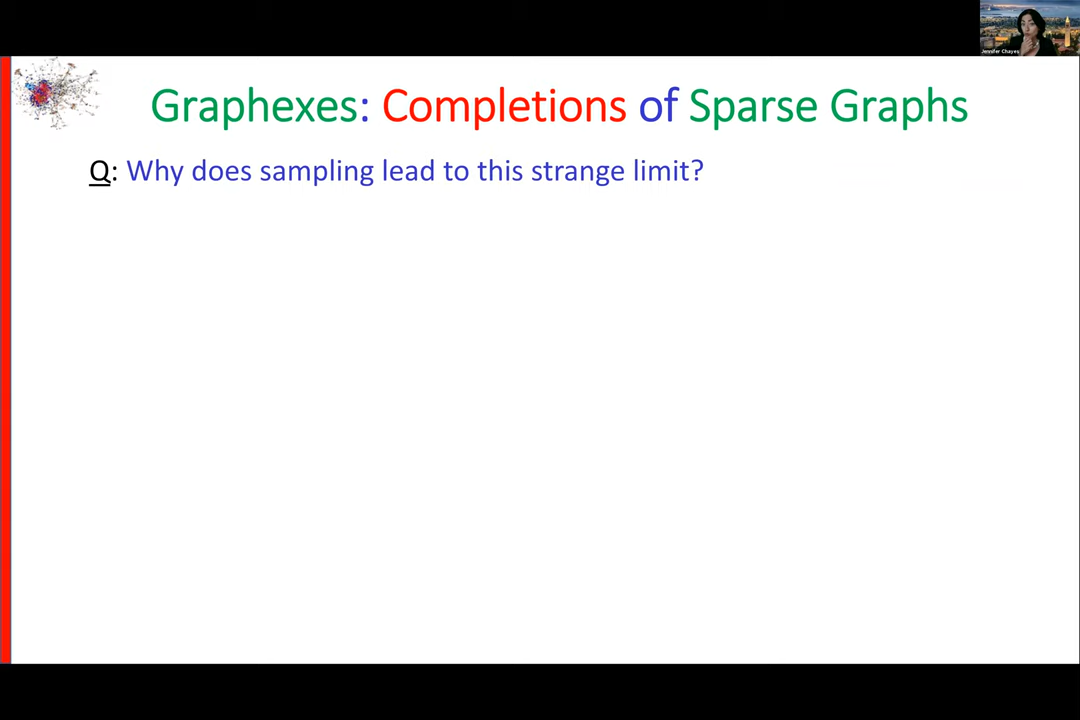 Jennifer Chayes
Graphexes: Completions of Sparse Graphs
Q: Why does sampling lead to this strange limit?